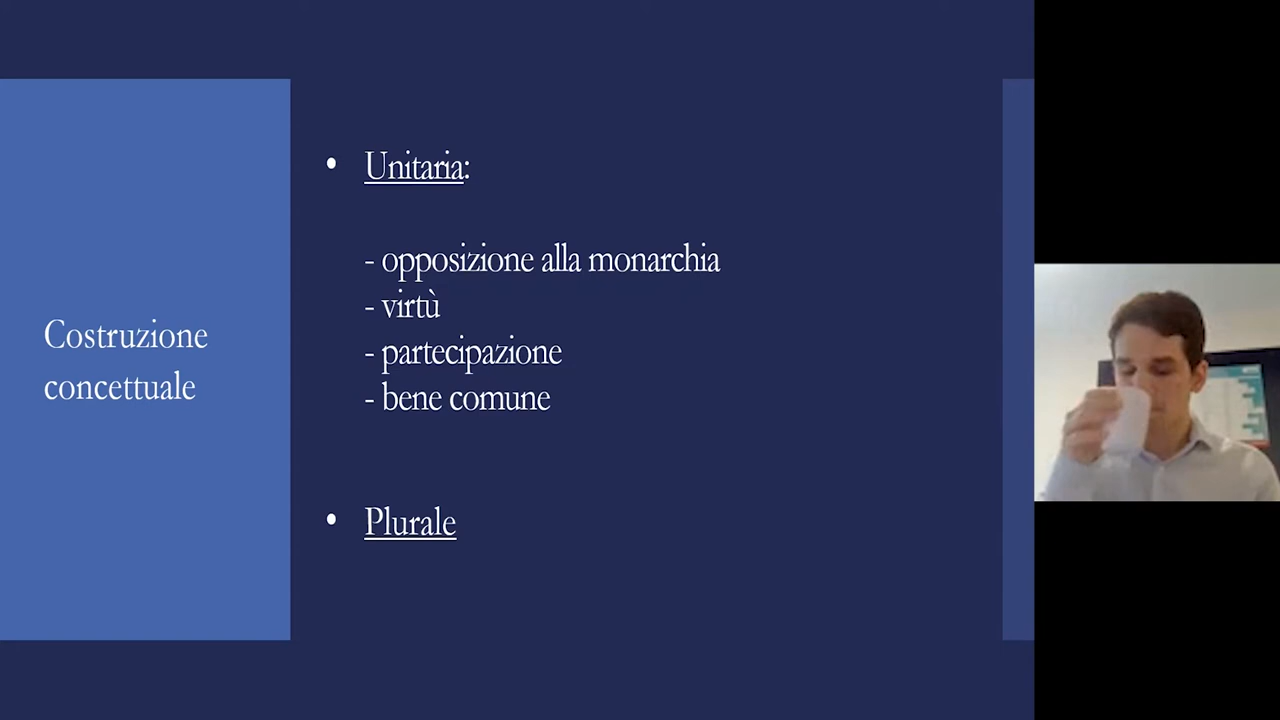 Costruzione
concettuale
• Unitaria:
- opposizione alla monarchia
- virtù
- partecipazione
- bene comune
• Plurale